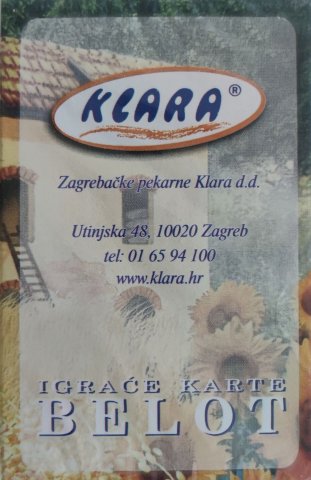 KLARA®
Zagrebačke pekarne Klara d.d.
Utinjska 48, 10020 Zagreb
tel: 01 65 94 100
www.klara.hr
IGRAĆE KARTE
BELOT